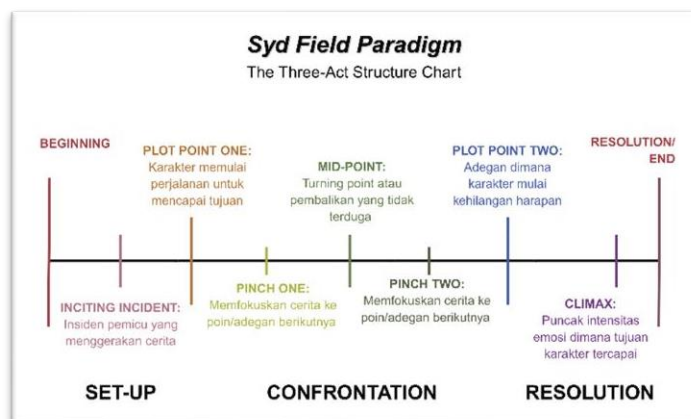 Syd Field Paradigm
The Three-Act Structure Chart
BEGINNING
PLOT POINT ONE:
Karakter memulai
perjalanan untuk
mencapai tujuan
MID-POINT:
Turning point atau
pembalikan yang tidak
terduga
PLOT POINT TWO:
Adegan dimana
karakter mulai
kehilangan harapan
RESOLUTION/
END
INCITING INCIDENT:
Insiden pemicu yang
menggerakan cerita
PINCH ONE:
Memfokuskan cerita ke
poin/adegan berikutnya
PINCH TWO:
Memfokuskan cerita ke
poin/adegan berikutnya
CLIMAX:
Puncak intensitas
emosi dimana tujuan
karakter tercapai
SET-UP
CONFRONTATION
RESOLUTION